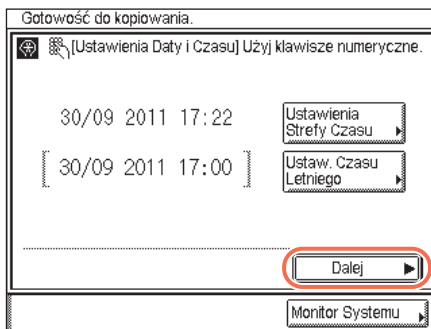 Gotowość do kopiowania.
[Ustawienia Daty i Czasu] Użyj klawisze numeryczne.
30/09 2011 17:22
Ustawienia
Strefy Czasu
[ 30/09 2011 17:00 ]
Ustaw. Czasu
Letniego
Dalej
Monitor Systemu